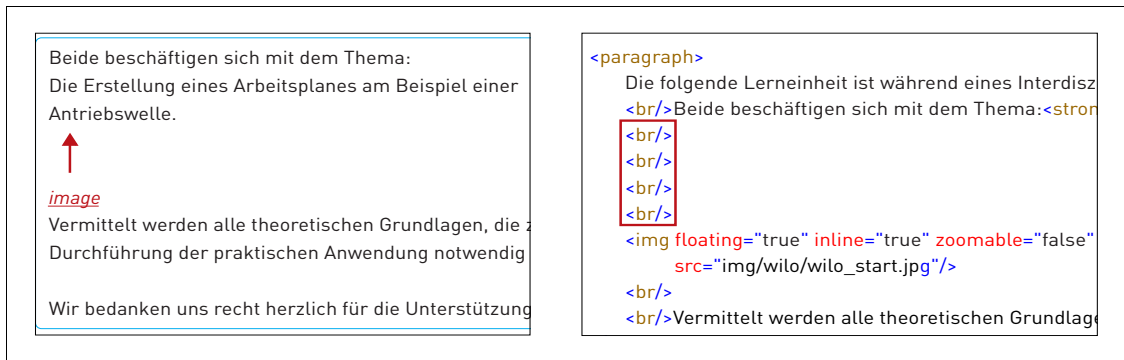 Beide beschäftigen sich mit dem Thema:
Die Erstellung eines Arbeitsplanes am Beispiel einer
Antriebswelle.
image
Vermittelt werden alle theoretischen Grundlagen, die
Durchführung der praktischen Anwendung notwendig
Wir bedanken uns recht herzlich für die Unterstützung
<paragraph>
Die folgende Lerneinheit ist während eines Interdisz
<br/>Beide beschäftigen sich mit dem Thema:<stron
<br/>
<br/>
<br/>
<br/>
<img floating="true" inline="true" zoomable="false"
src="img/wilo/wilo_start.jpg"/>
<br/>
<br/>Vermittelt werden alle theoretischen Grundlage